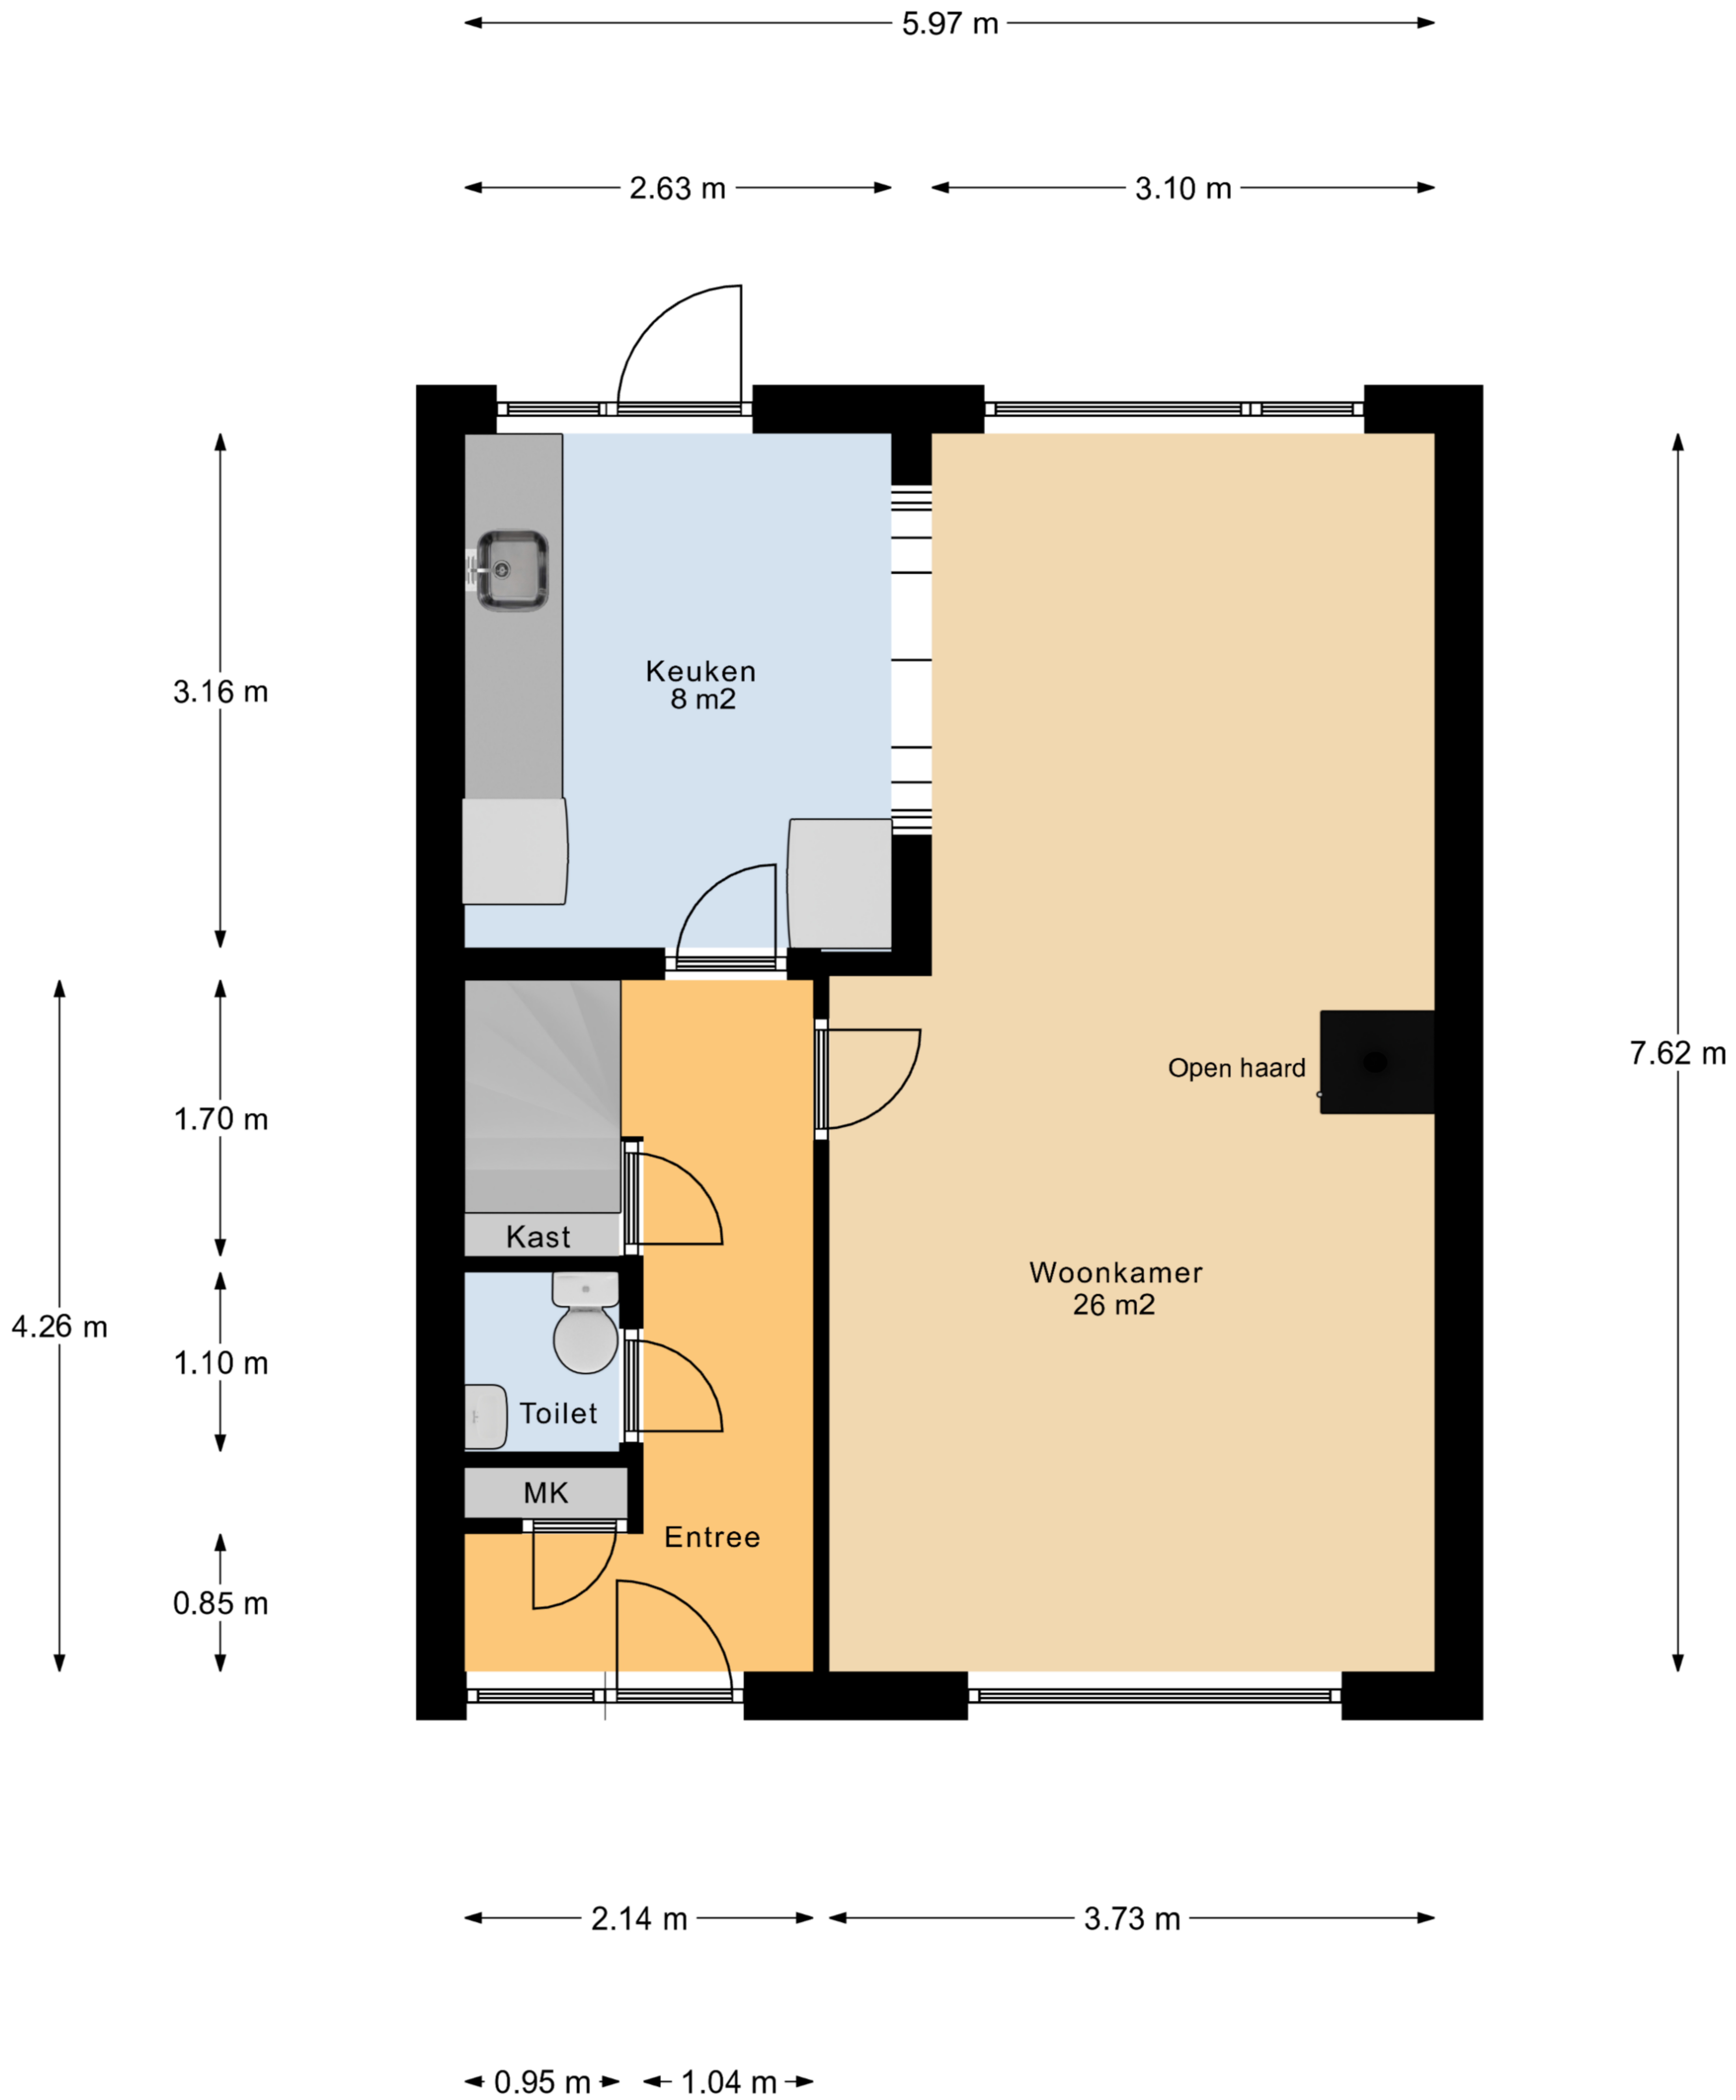 5.97 m
2.63 m
3.10 m
Keuken
8 m2
3.16 m
7.62 m
Open haard
1.70 m
Kast
Woonkamer
26 m2
4.26 m
1.10 m
Toilet
MK
Entree
0.85 m
2.14 m
3.73 m
0.95 m
1.04 m